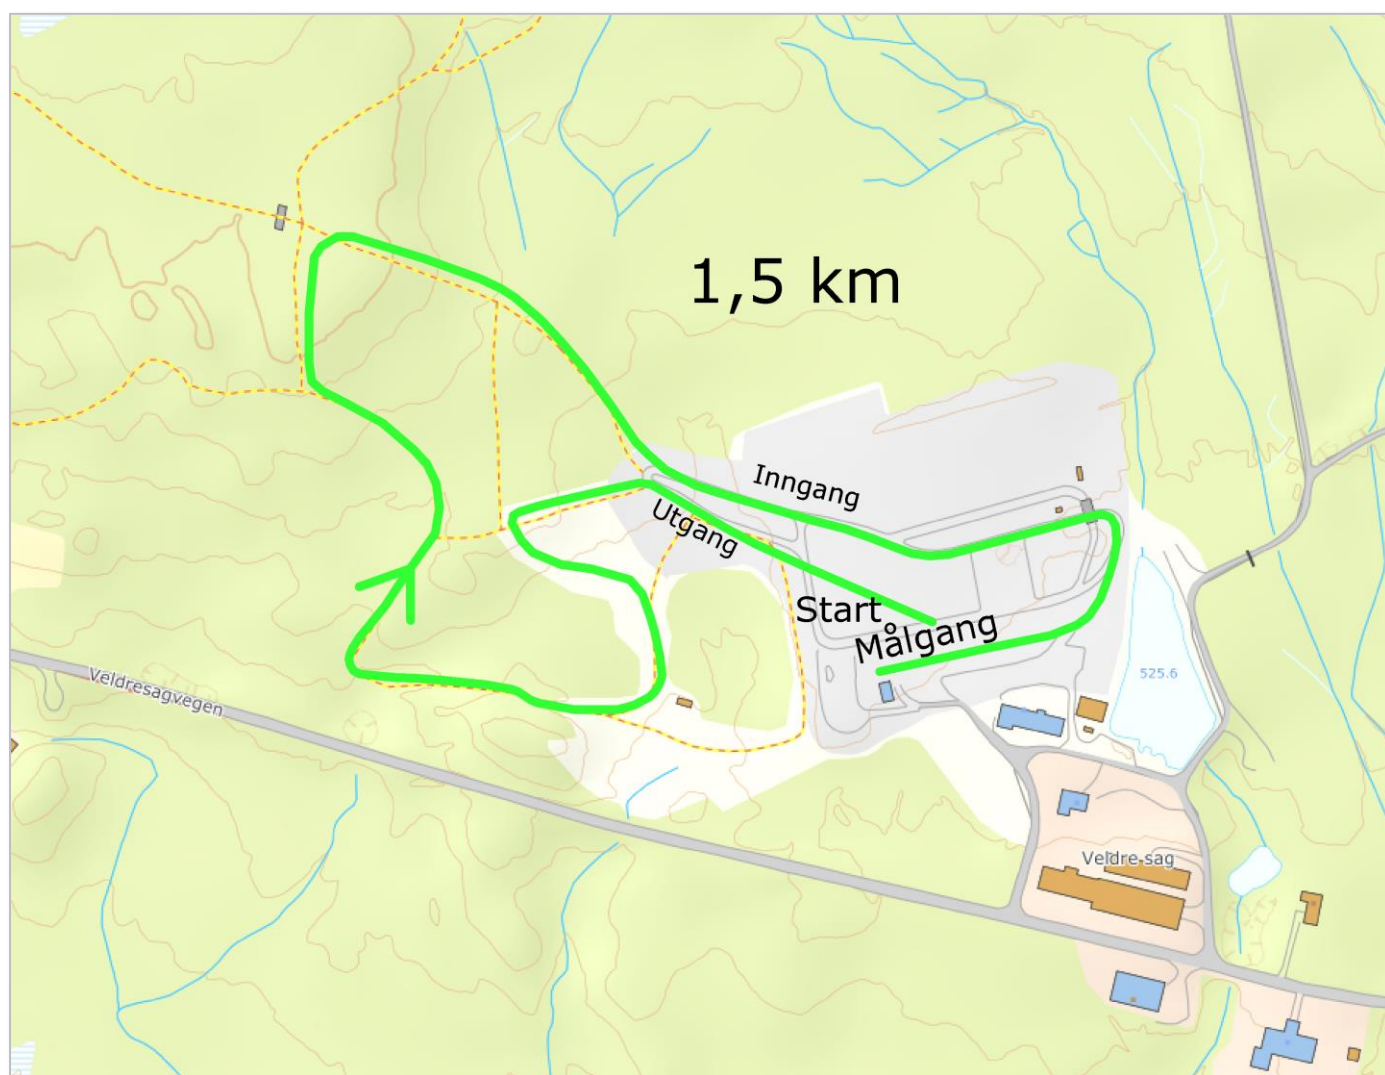 1,5 km
Inngang
Utgang
Start
Målgang
525.6
Veldresagvegen
Veldre sag